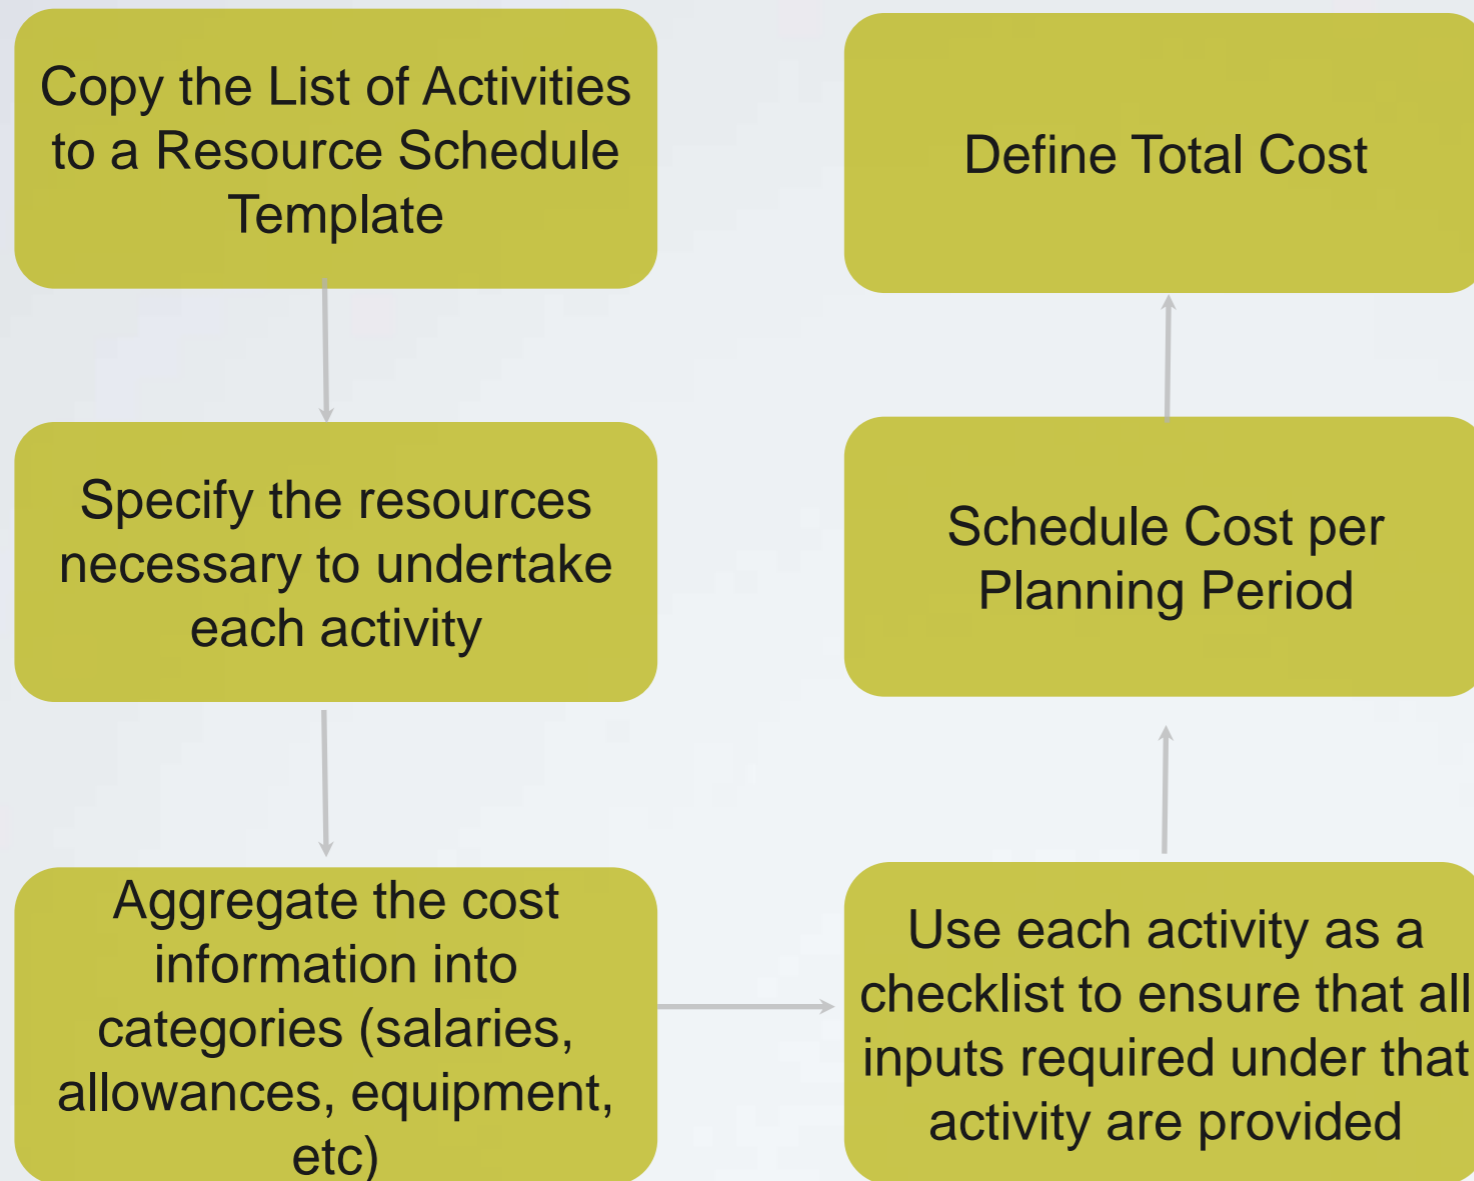 Copy the List of Activities
to a Resource Schedule
Template
Specify the resources
necessary to undertake
each activity
Aggregate the cost
information into
categories (salaries,
allowances, equipment,
etc)
Use each activity as a
checklist to ensure that all
inputs required under that
activity are provided
Schedule Cost per
Planning Period
Define Total Cost